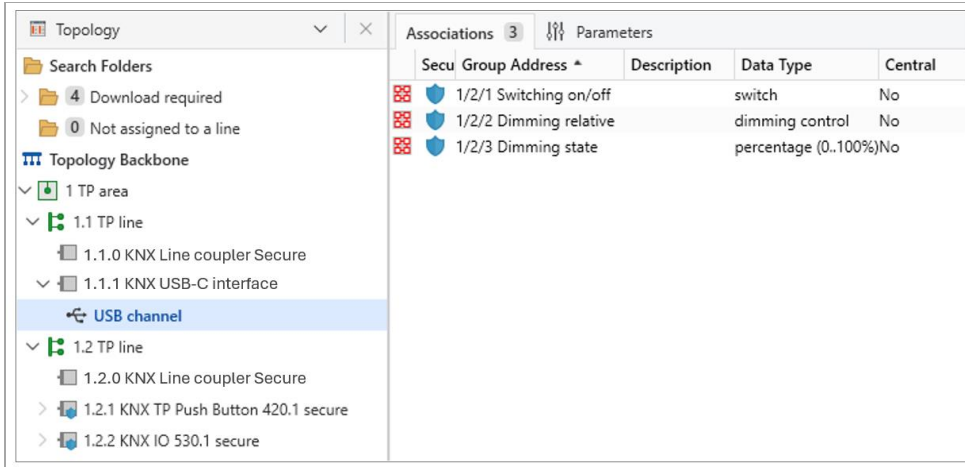 Topology
Search Folders
4 Download required
0 Not assigned to a line
Topology Backbone
1 TP area
1.1 TP line
1.1.0 KNX Line coupler Secure
1.1.1 KNX USB-C interface
USB channel
1.2 TP line
1.2.0 KNX Line coupler Secure
1.2.1 KNX TP Push Button 420.1 secure
1.2.2 KNX IO 530.1 secure
Associations 3 Parameters
Secu Group Address Description Data Type Central
1/2/1 Switching on/off switch No
1/2/2 Dimming relative dimming control No
1/2/3 Dimming state percentage (0..100%)No